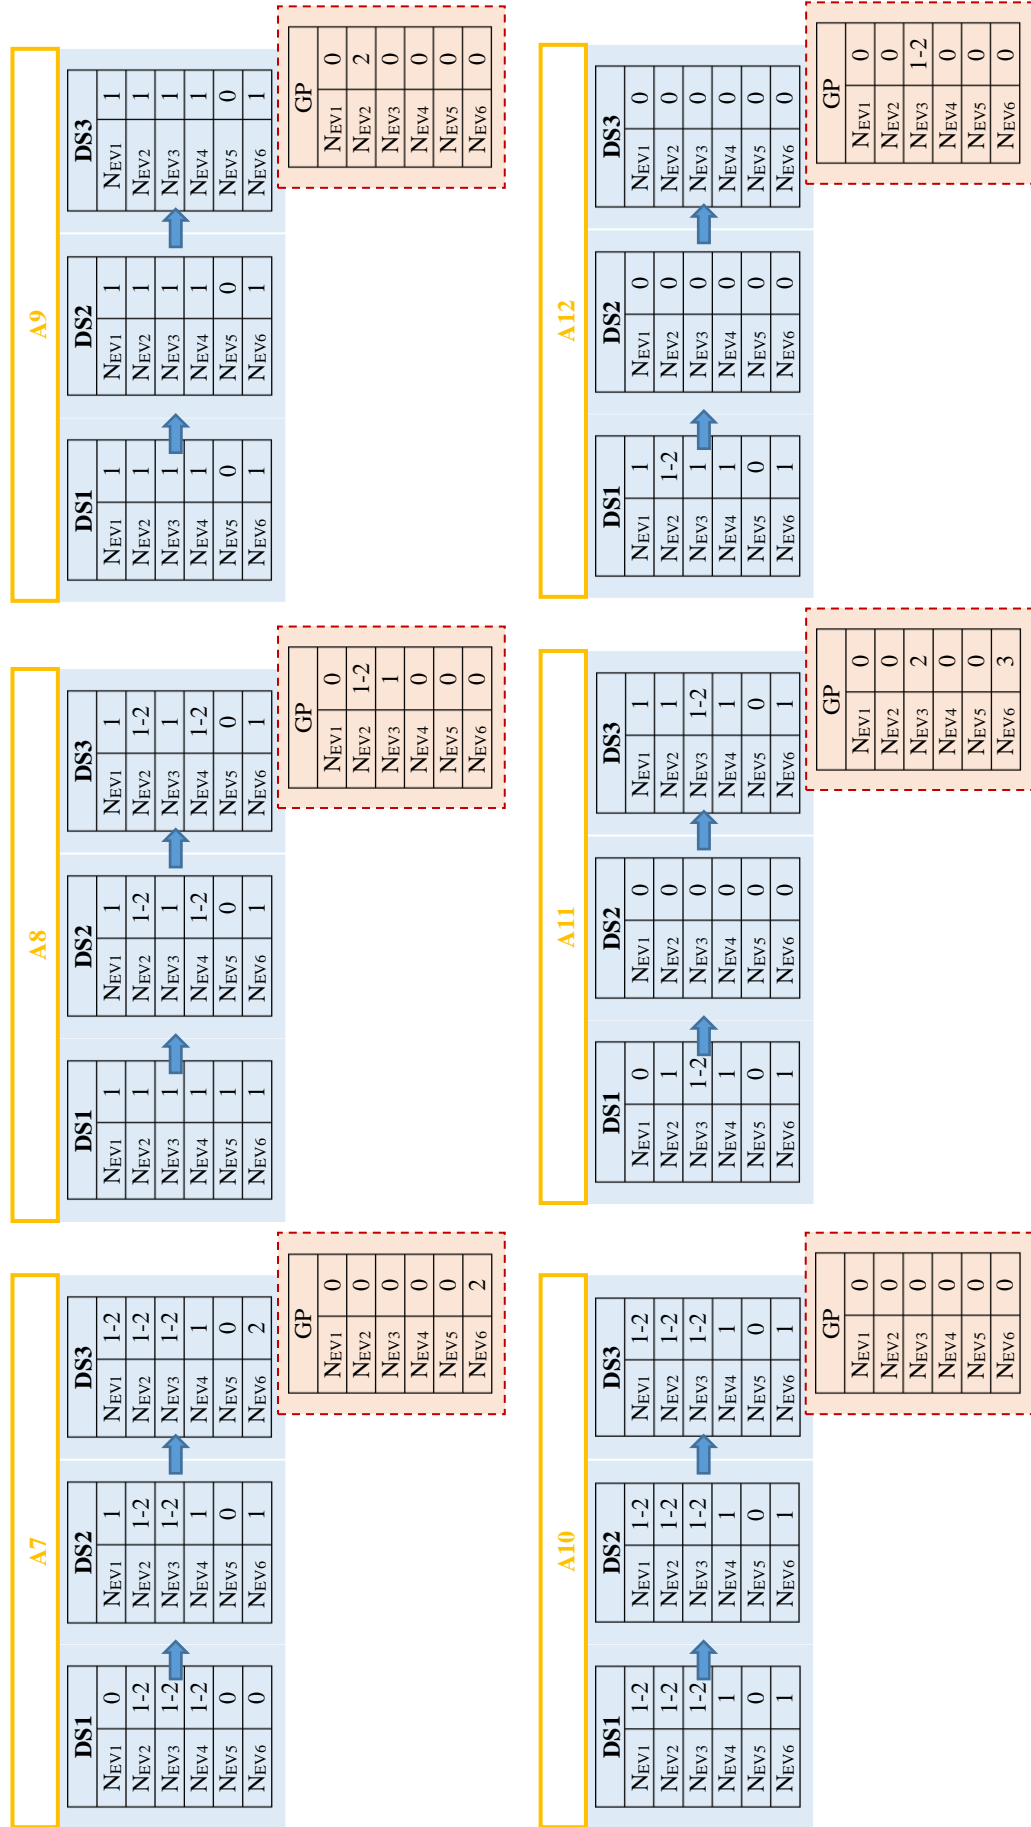 A7
DS1
NEV1 0
NEV2 1-2
NEV3 1-2
NEV4 1-2
NEV5 0
NEV6 0
DS2
NEV1 1
NEV2 1-2
NEV3 1-2
NEV4 1
NEV5 0
NEV6 1
DS3
NEV1 1-2
NEV2 1-2
NEV3 1-2
NEV4 1
NEV5 0
NEV6 2
GP
NEV1 0
NEV2 0
NEV3 0
NEV4 0
NEV5 0
NEV6 2
A8
DS1
NEV1 1
NEV2 1
NEV3 1
NEV4 1
NEV5 1
NEV6 1
DS2
NEV1 1
NEV2 1-2
NEV3 1
NEV4 1-2
NEV5 0
NEV6 1
DS3
NEV1 1
NEV2 1-2
NEV3 1
NEV4 1-2
NEV5 0
NEV6 1
GP
NEV1 0
NEV2 1-2
NEV3 1
NEV4 0
NEV5 0
NEV6 0
A9
DS1
NEV1 1
NEV2 1
NEV3 1
NEV4 1
NEV5 0
NEV6 1
DS2
NEV1 1
NEV2 1
NEV3 1
NEV4 1
NEV5 0
NEV6 1
DS3
NEV1 1
NEV2 1
NEV3 1
NEV4 1
NEV5 0
NEV6 1
GP
NEV1 0
NEV2 2
NEV3 0
NEV4 0
NEV5 0
NEV6 0
A10
DS1
NEV1 1-2
NEV2 1-2
NEV3 1-2
NEV4 1
NEV5 0
NEV6 1
DS2
NEV1 1-2
NEV2 1-2
NEV3 1-2
NEV4 1
NEV5 0
NEV6 1
DS3
NEV1 1-2
NEV2 1-2
NEV3 1-2
NEV4 1
NEV5 0
NEV6 1
GP
NEV1 0
NEV2 0
NEV3 0
NEV4 0
NEV5 0
NEV6 0
A11
DS1
NEV1 0
NEV2 1
NEV3 1-2
NEV4 1
NEV5 0
NEV6 1
DS2
NEV1 0
NEV2 0
NEV3 0
NEV4 0
NEV5 0
NEV6 0
DS3
NEV1 1
NEV2 1
NEV3 1-2
NEV4 1
NEV5 0
NEV6 1
GP
NEV1 0
NEV2 0
NEV3 2
NEV4 0
NEV5 0
NEV6 3
A12
DS1
NEV1 1
NEV2 1-2
NEV3 1
NEV4 1
NEV5 0
NEV6 1
DS2
NEV1 0
NEV2 0
NEV3 0
NEV4 0
NEV5 0
NEV6 0
DS3
NEV1 0
NEV2 0
NEV3 0
NEV4 0
NEV5 0
NEV6 0
GP
NEV1 0
NEV2 0
NEV3 1-2
NEV4 0
NEV5 0
NEV6 0